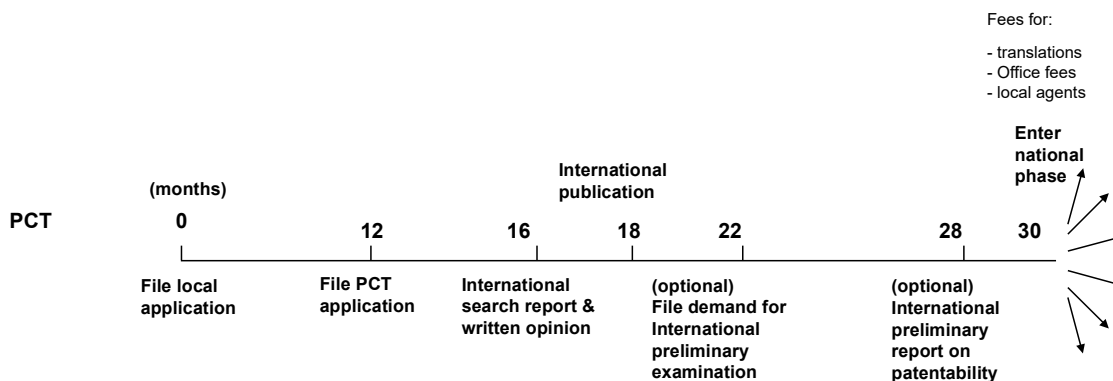 Fees for:
- translations
- Office fees
- local agents
Enter
national
phase
International
publication
(months)
PCT
0
12
16
18
22
28
30
File local
application
File PCT
application
International
search report &
written opinion
(optional)
File demand for
International
preliminary
examination
(optional)
International
preliminary
report on
patentability